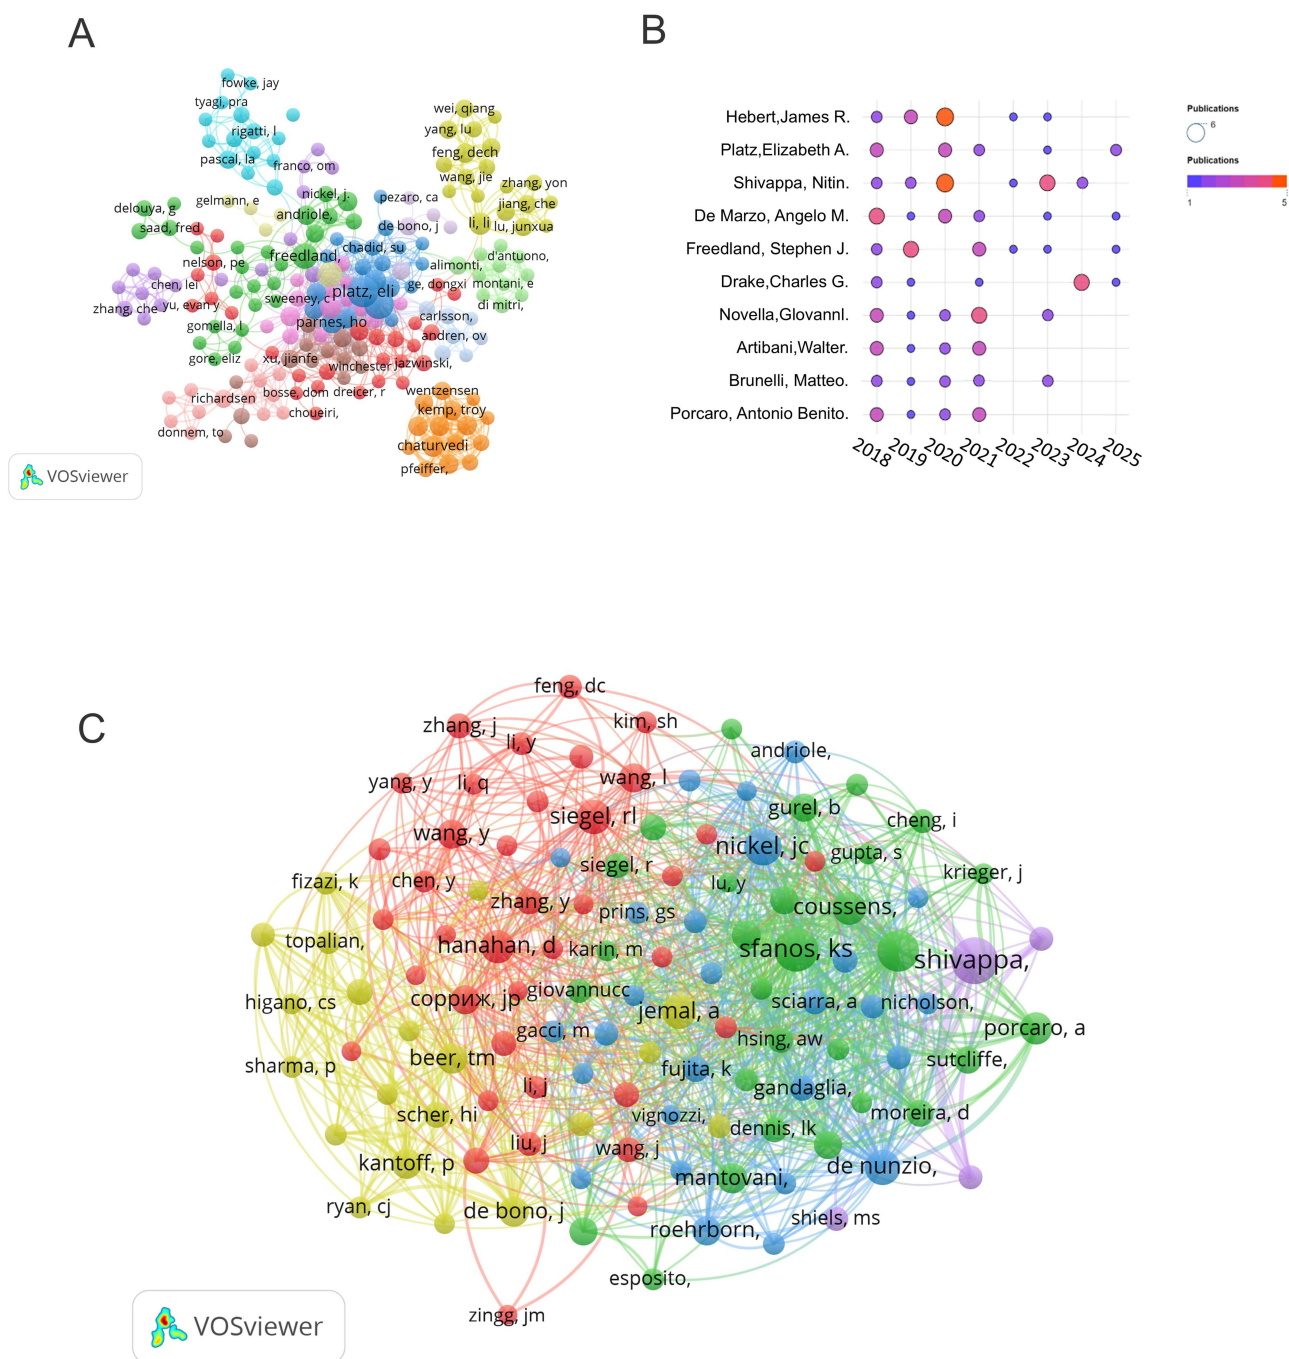 A
fowke, jay
tyagi, pra
rigatti, l
pascal, la
franco, om
wei, qiang
yang, lu
feng, dech
wang, jie
zhang, yon
jiang, che
li, li
lu, junxua
gelmann, e
nickel, j.
andriole,
pezaro, ca
de bono, j
delouya, g
saad, fred
nelson, pe
freedland,
chadid, su
alimonti,
d'antuono,
montani, e
di mitri,
chen, lei
zhang, che
yu, evan y
sweeney, c
platz, eli
ge, dongxi
gomella, l
parnes, ho
carlsson,
andren, ov
gore, eliz
xu, jianfe
winchester
jazwinski,
richardsen
bosse, dom
dreicer, r
choueiri,
donnem, to
wentzensen
kemp, troy
chaturvedi
pfeiffer,
VOSviewer
B
Hebert,James R.
Platz,Elizabeth A.
Shivappa, Nitin.
De Marzo, Angelo M.
Freedland, Stephen J.
Drake,Charles G.
Novella,GIovannI.
Artibani,Walter.
Brunelli, Matteo.
Porcaro, Antonio Benito.
2018
2019
2020
2021
2022
2023
2024
2025
Publications
6
Publications
1
5
C
feng, dc
zhang, j
kim, sh
li, y
andriole,
yang, y
li, q
wang, l
siegel, rl
gurel, b
cheng, i
wang, y
nickel, jc
gupta, s
siegel, r
krieger, j
fizazi, k
chen, y
lu, y
zhang, y
prins, gs
coussens,
topalian,
hanahan, d
karin, m
sfanos, ks
shivappa,
higano, cs
сорриж, jp
giovannucc
jemal, a
sciarra, a
nicholson,
gacci, m
hsing, aw
porcaro, a
sharma, p
beer, tm
fujita, k
sutcliffe,
li, j
gandaglia,
scher, hi
vignozzi,
dennis, lk
moreira, d
kantoff, p
liu, j
wang, j
mantovani,
de nunzio,
ryan, cj
de bono, j
roehrborn,
shiels, ms
esposito,
zingg, jm
VOSviewer